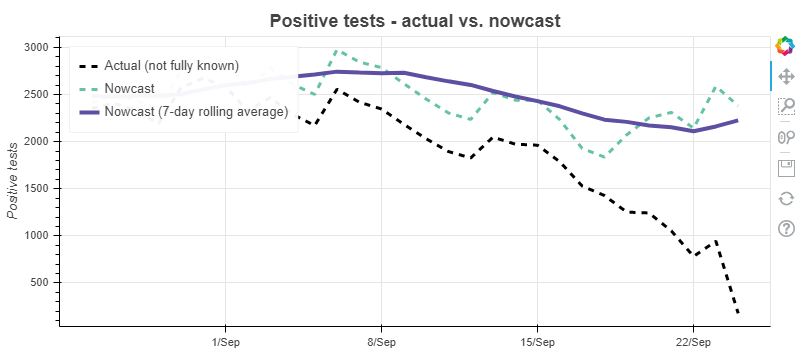 Positive tests - actual vs. nowcast
Actual (not fully known)
Nowcast
Nowcast (7-day rolling average)
Positive tests
3000
2500
2000
1500
1000
500
1/Sep
8/Sep
15/Sep
22/Sep